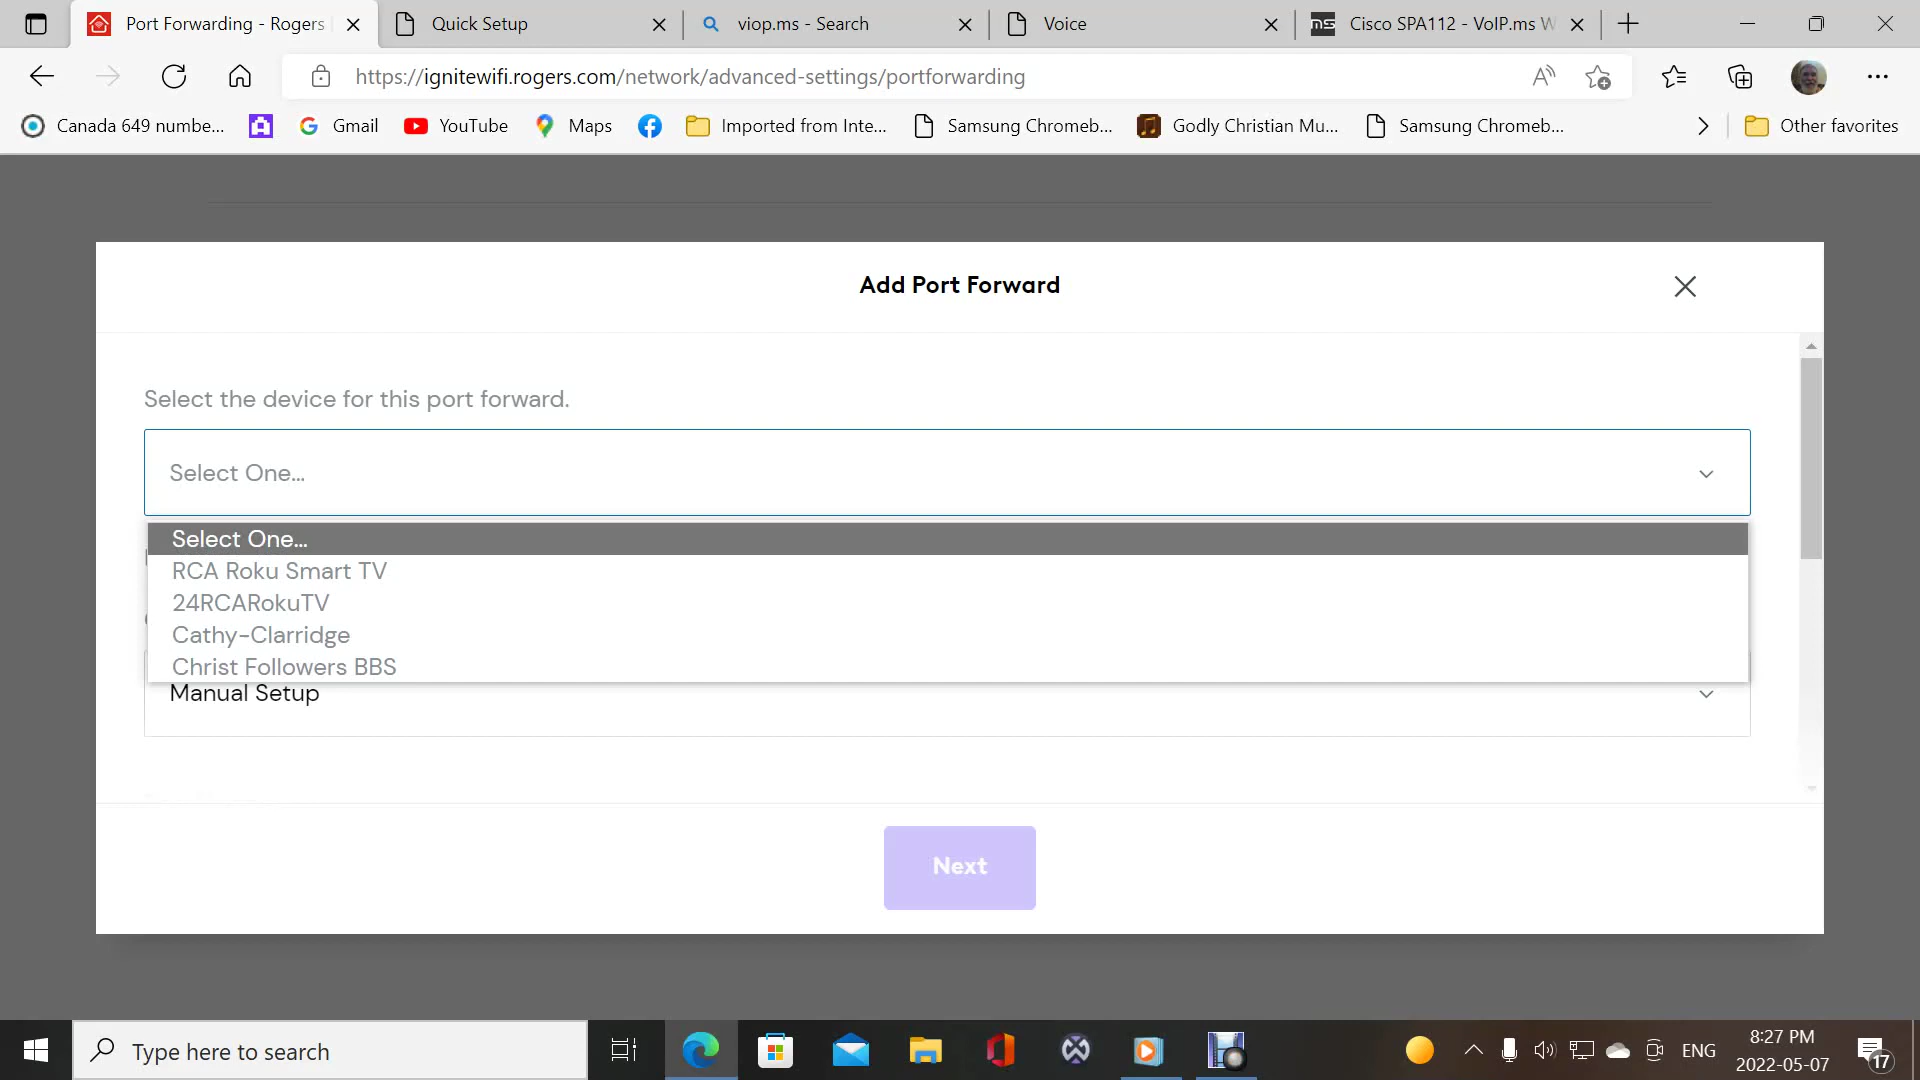 Port Forwarding - Rogers
Quick Setup
viop.ms - Search
Voice
Cisco SPA112 - VoIP.ms W
https://ignitewifi.rogers.com/network/advanced-settings/portforwarding
Canada 649 numbe...
Gmail
YouTube
Maps
Imported from Inte...
Samsung Chromeb...
Godly Christian Mu...
Samsung Chromeb...
Other favorites
Add Port Forward
Select the device for this port forward.
Select One...
Select One...
RCA Roku Smart TV
24RCARokuTV
Cathy-Clarridge
Christ Followers BBS
Manual Setup
Next
Type here to search
ENG
8:27 PM
2022-05-07
17